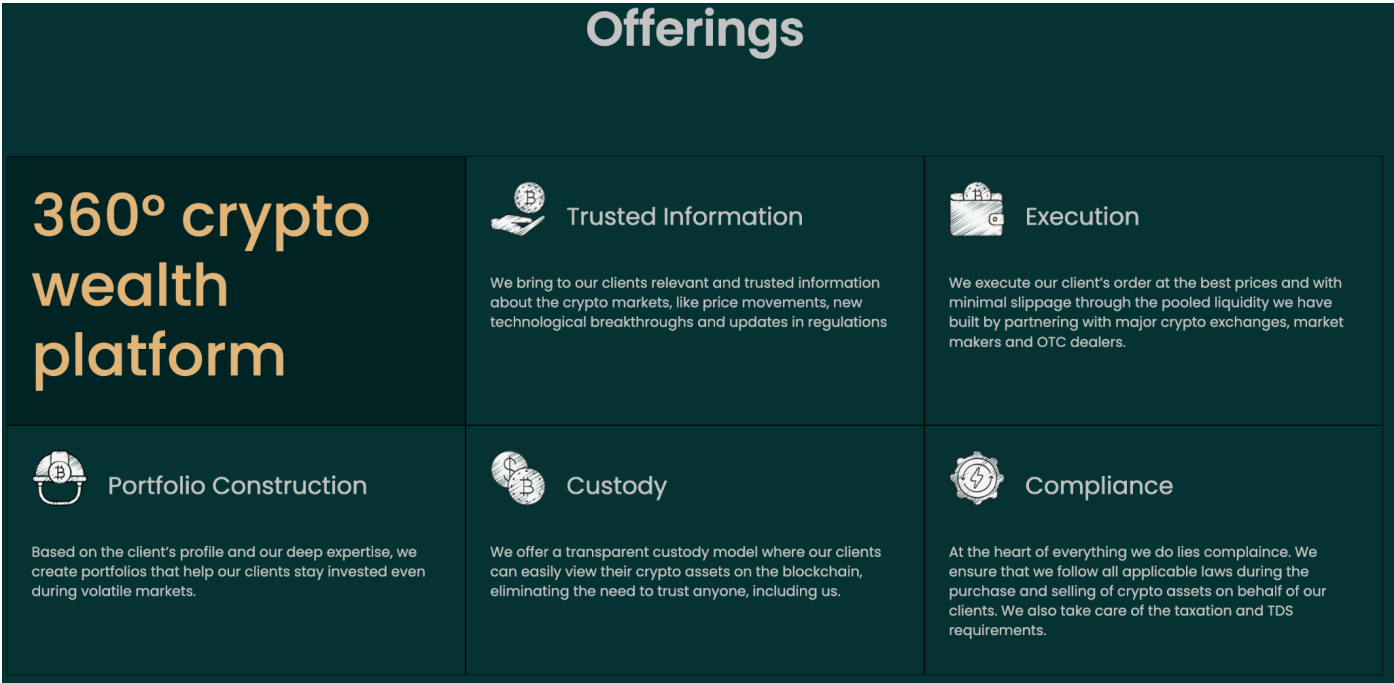 Offerings
360° crypto
wealth
platform
Trusted Information
We bring to our clients relevant and trusted information
about the crypto markets, like price movements, new
technological breakthroughs and updates in regulations
Execution
We execute our client's order at the best prices and with
minimal slippage through the pooled liquidity we have
built by partnering with major crypto exchanges, market
makers and OTC dealers.
Portfolio Construction
Based on the client's profile and our deep expertise, we
create portfolios that help our clients stay invested even
during volatile markets.
Custody
We offer a transparent custody model where our clients
can easily view their crypto assets on the blockchain,
eliminating the need to trust anyone, including us.
Compliance
At the heart of everything we do lies complaince. We
ensure that we follow all applicable laws during the
purchase and selling of crypto assets on behalf of our
clients. We also take care of the taxation and TDS
requirements.